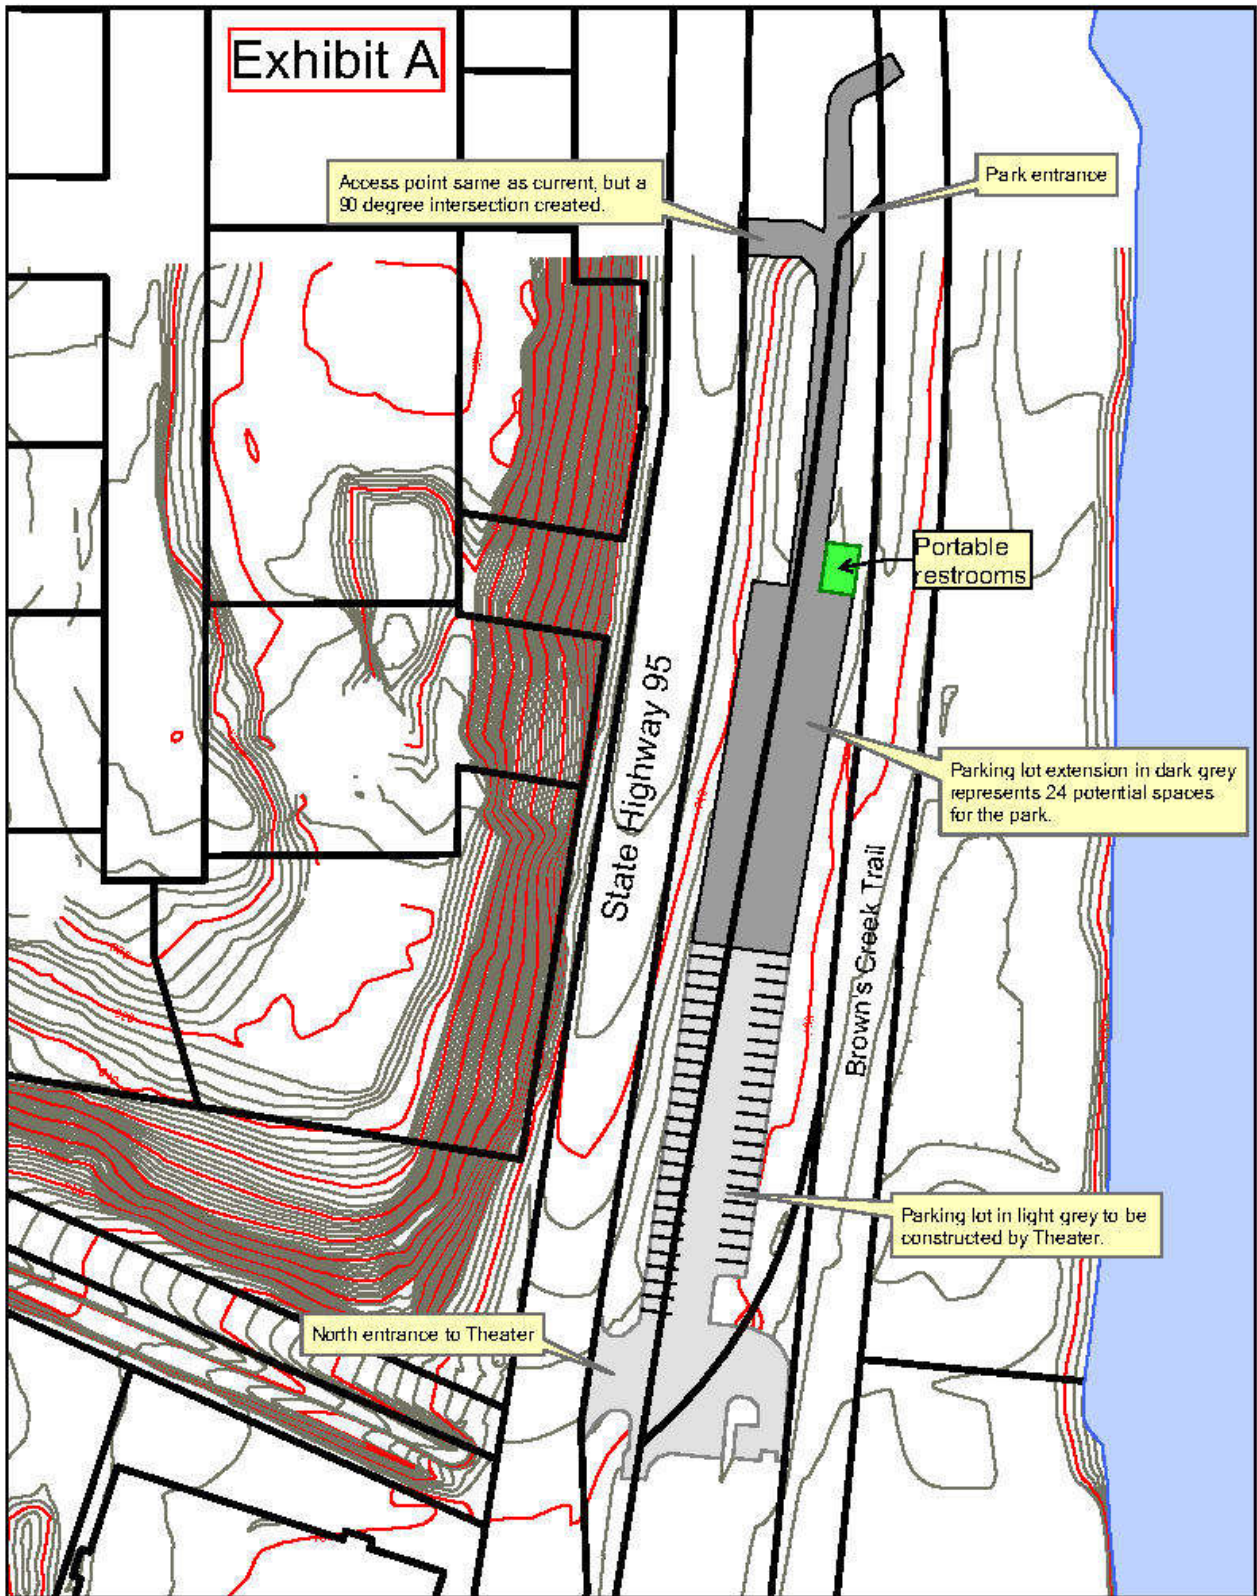 Exhibit A
Access point same as current, but a
90 degree intersection created.
Park entrance
Portable
restrooms
State Highway 95
Parking lot extension in dark grey
represents 24 potential spaces
for the park.
Brown's Creek Trail
Parking lot in light grey to be
constructed by Theater.
North entrance to Theater